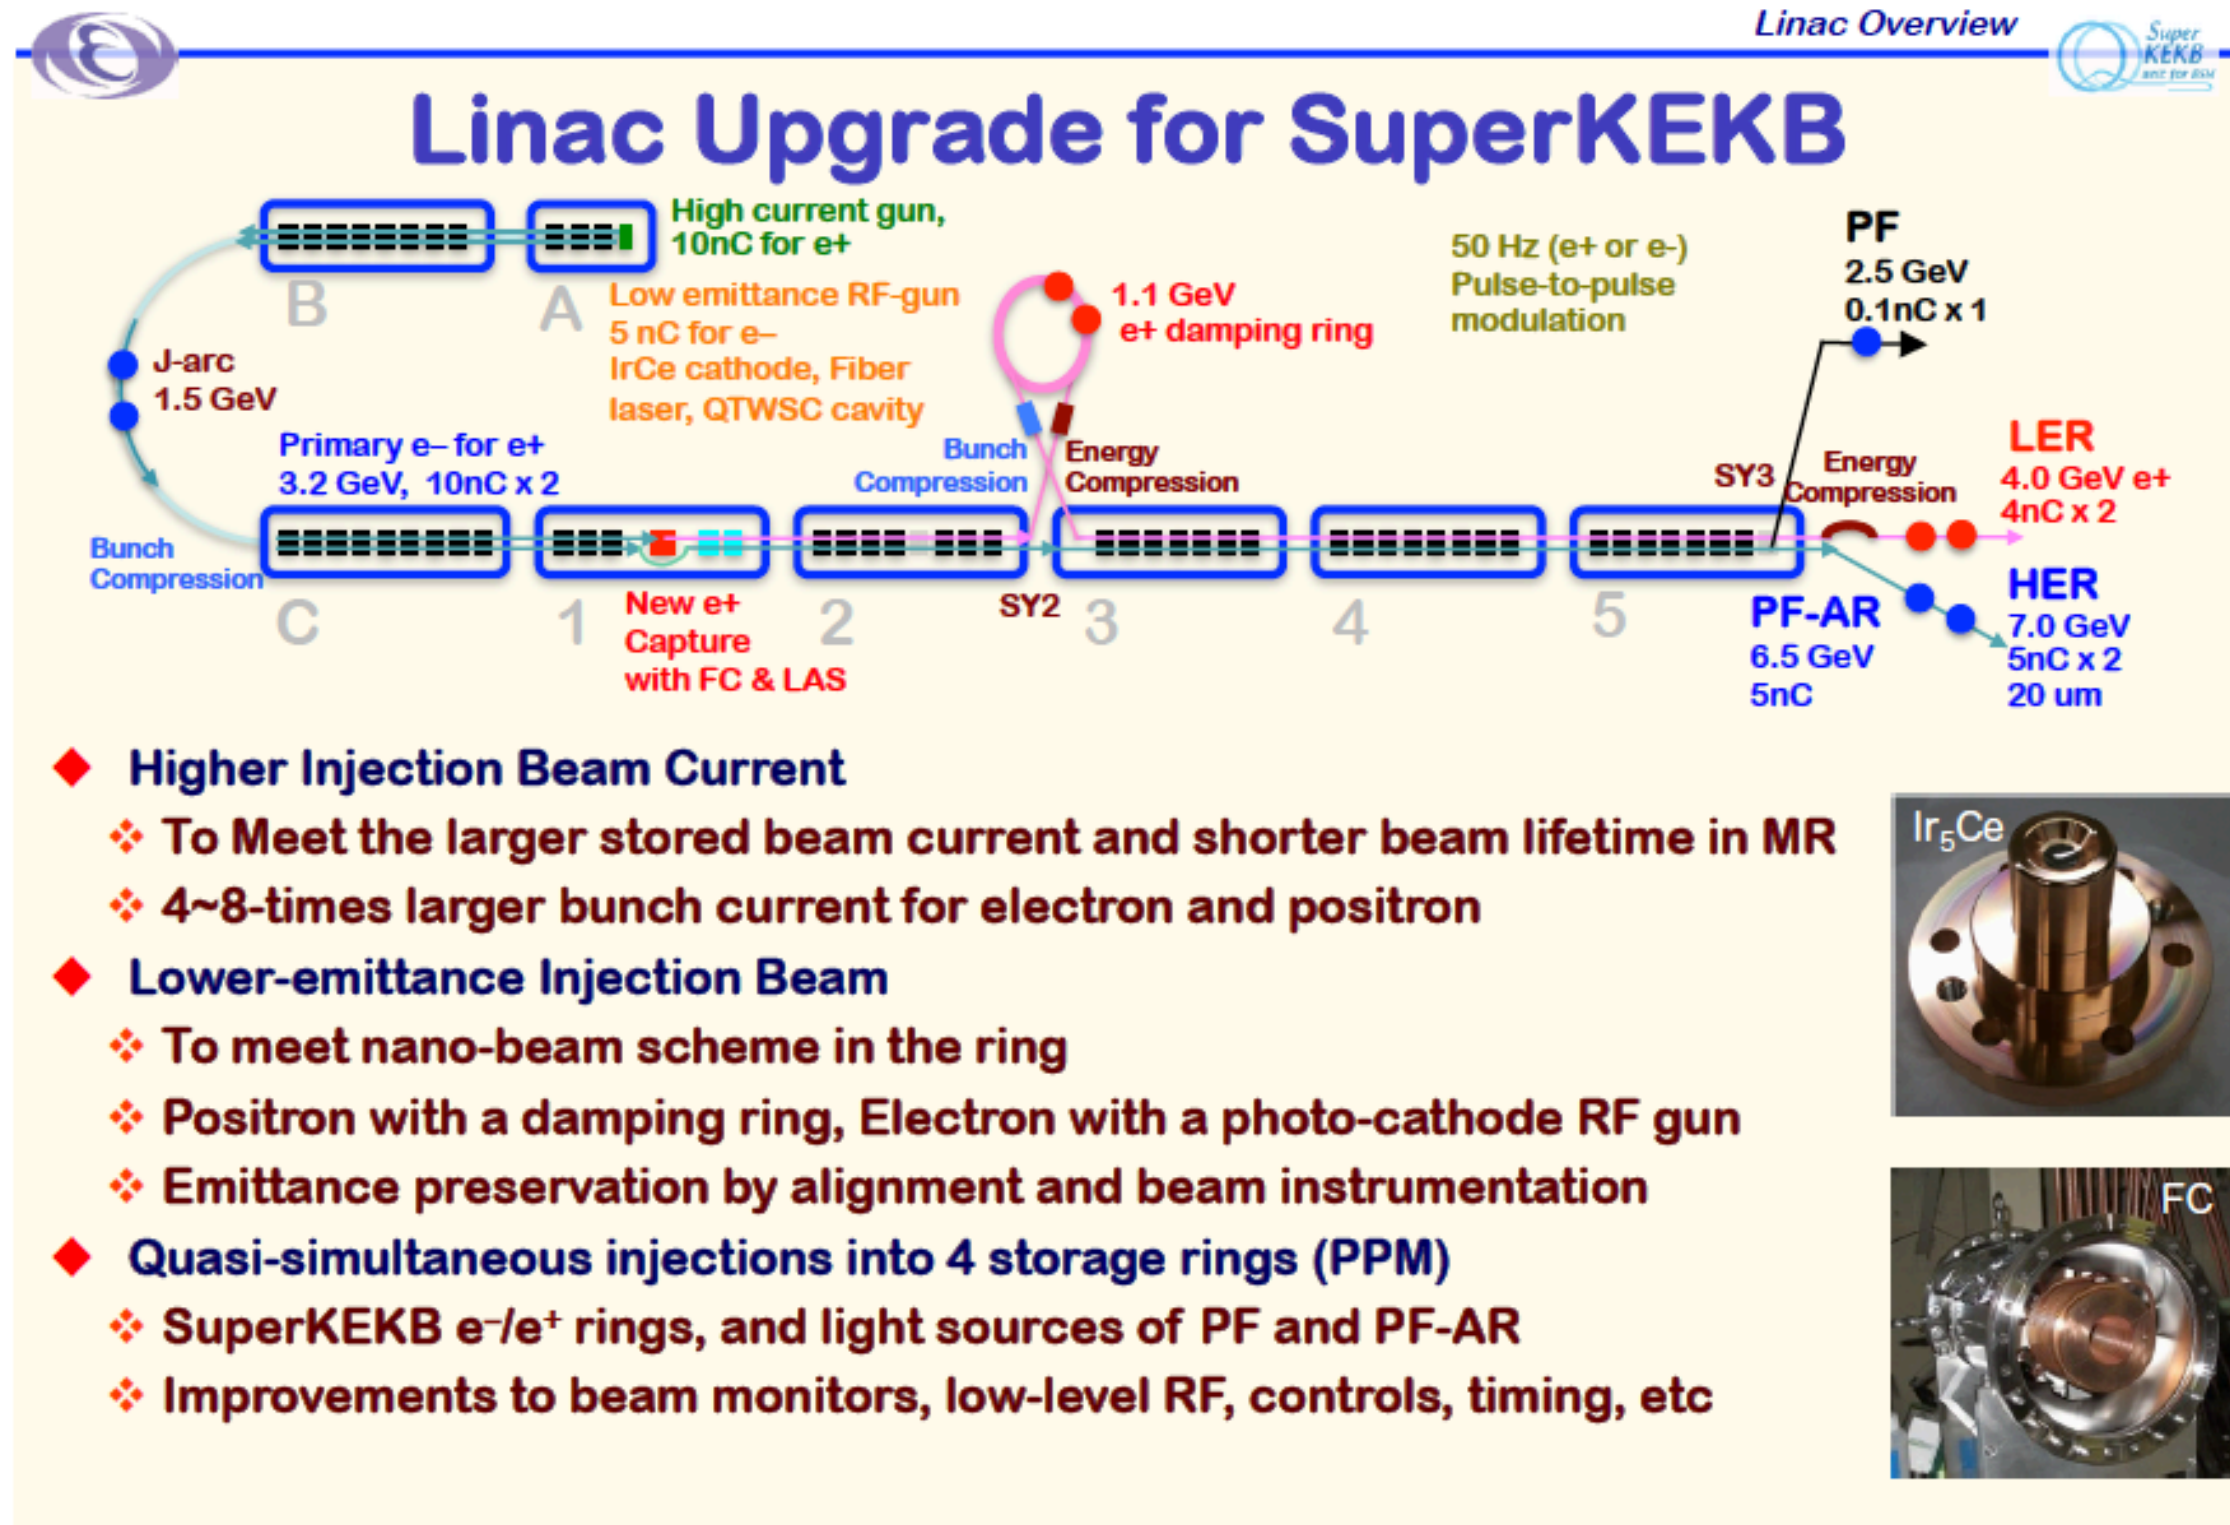 Linac Overview
Super
KEKB
Linac Upgrade for SuperKEKB
High current gun,
10nC for e+
B
A
Low emittance RF-gun
5 nC for e–
IrCe cathode, Fiber
laser, QTWSC cavity
1.1 GeV
e+ damping ring
50 Hz (e+ or e-)
Pulse-to-pulse
modulation
PF
2.5 GeV
0.1nC x 1
J-arc
1.5 GeV
Primary e– for e+
3.2 GeV, 10nC x 2
Bunch
Compression
Energy
Compression
SY3
Energy
Compression
LER
4.0 GeV e+
4nC x 2
Bunch
Compression
C
1
New e+
Capture
with FC & LAS
2
SY2
3
4
5
PF-AR
6.5 GeV
5nC
HER
7.0 GeV
5nC x 2
20 um
Higher Injection Beam Current
To Meet the larger stored beam current and shorter beam lifetime in MR
4~8-times larger bunch current for electron and positron
Lower-emittance Injection Beam
To meet nano-beam scheme in the ring
Positron with a damping ring, Electron with a photo-cathode RF gun
Emittance preservation by alignment and beam instrumentation
Quasi-simultaneous injections into 4 storage rings (PPM)
SuperKEKB e⁻/e⁺ rings, and light sources of PF and PF-AR
Improvements to beam monitors, low-level RF, controls, timing, etc
Ir₅Ce
FC